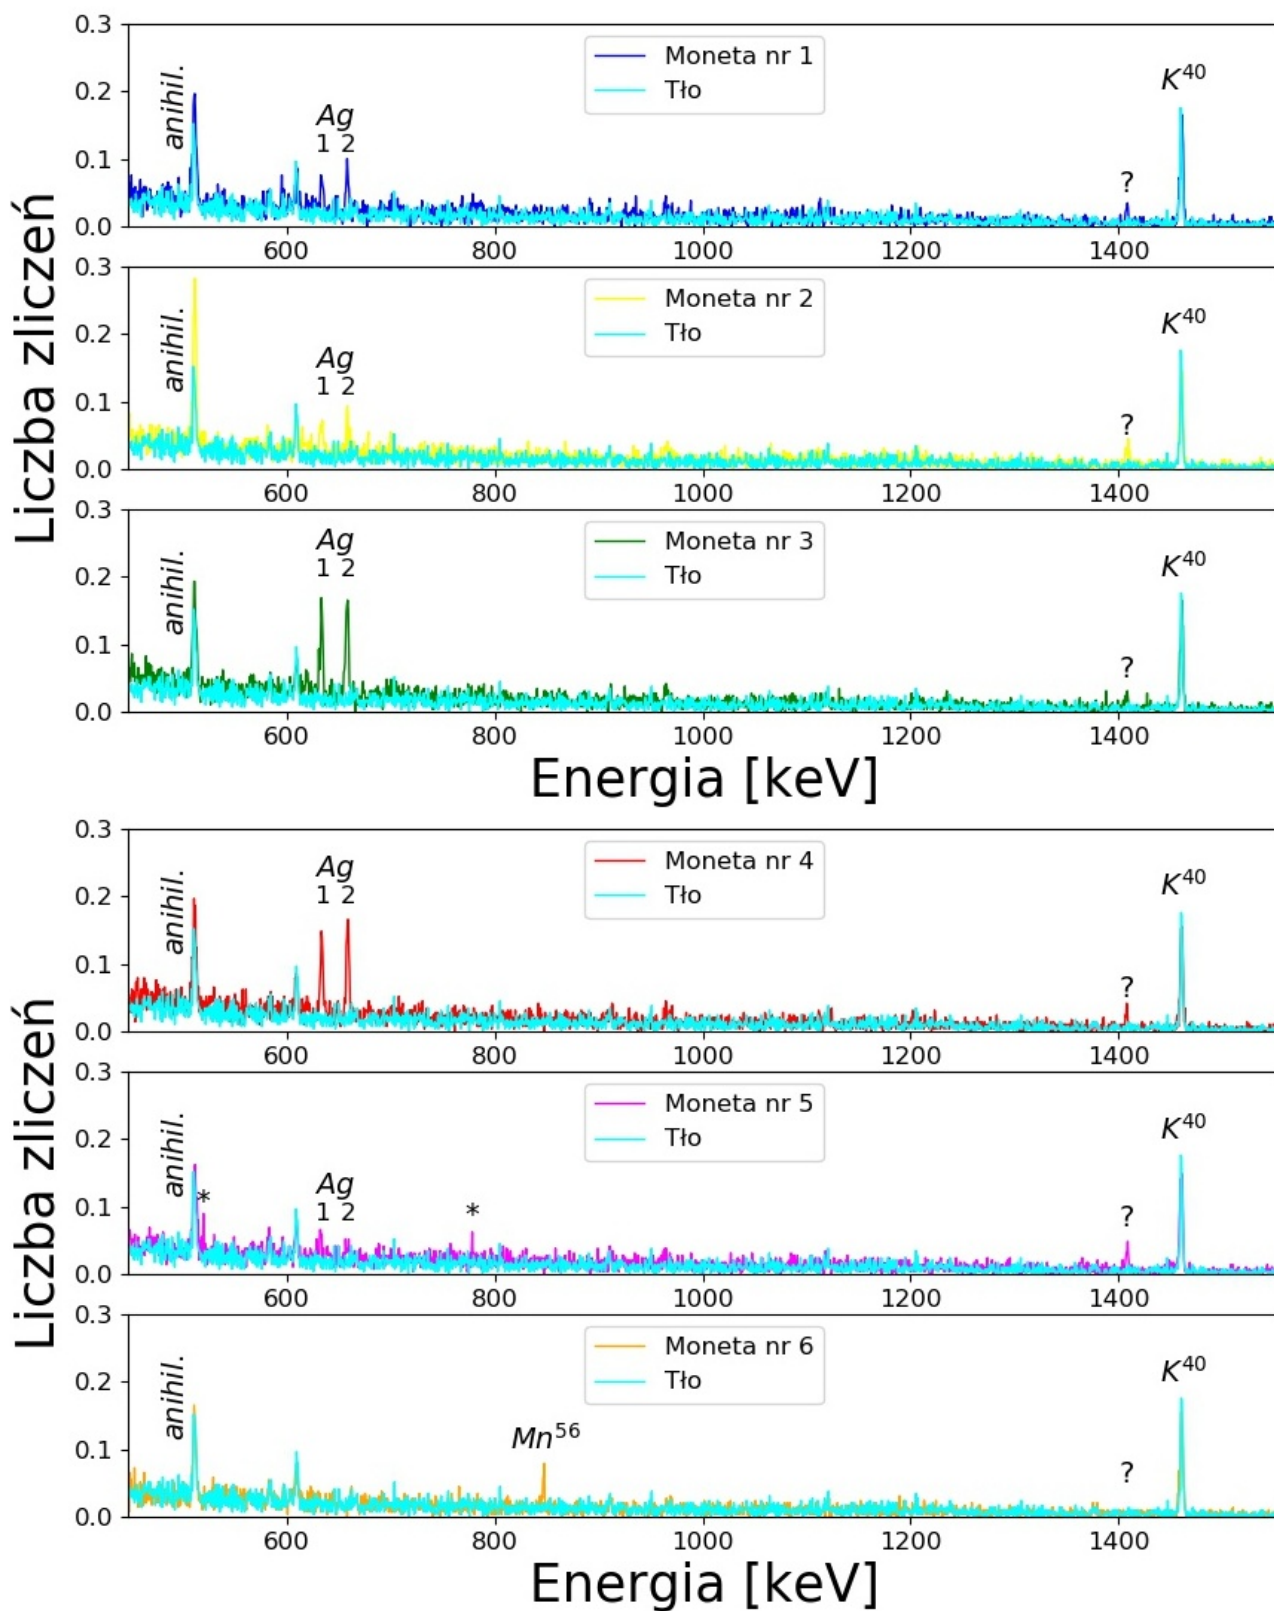 Liczba zliczeń
0.3
0.2
0.1
0.0
anihil.
Ag
1 2
Moneta nr 1
Tło
?
K⁴⁰
600 800 1000 1200 1400
0.3
0.2
0.1
0.0
anihil.
Ag
1 2
Moneta nr 2
Tło
?
K⁴⁰
600 800 1000 1200 1400
0.3
0.2
0.1
0.0
anihil.
Ag
1 2
Moneta nr 3
Tło
?
K⁴⁰
600 800 1000 1200 1400
Energia [keV]
Liczba zliczeń
0.3
0.2
0.1
0.0
anihil.
Ag
1 2
Moneta nr 4
Tło
?
K⁴⁰
600 800 1000 1200 1400
0.3
0.2
0.1
0.0
anihil.
*
Ag
1 2
*
Moneta nr 5
Tło
?
K⁴⁰
600 800 1000 1200 1400
0.3
0.2
0.1
0.0
anihil.
Mn⁵⁶
Moneta nr 6
Tło
?
K⁴⁰
600 800 1000 1200 1400
Energia [keV]